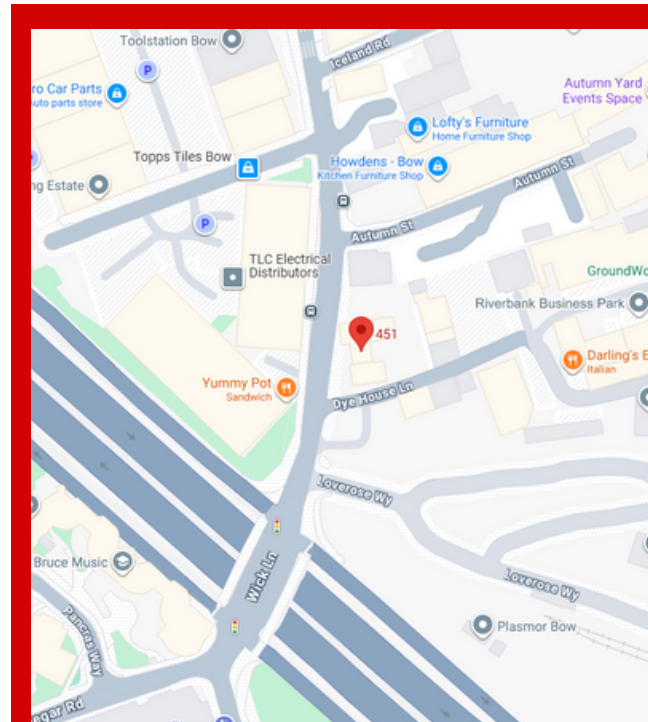 Toolstation Bow
Iceland Rd
P
ro Car Parts
uto parts store
Autumn Yard
Events Space
Lofty's Furniture
Home Furniture Shop
Topps Tiles Bow
Howdens - Bow
Kitchen Furniture Shop
ng Estate
Autumn St
P
Autumn St
TLC Electrical
Distributors
GroundWo
Riverbank Business Park
451
Darling's E
Italian
Yummy Pot
Sandwich
Dye House Ln
Loverose Wy
Bruce Music
Wick Ln
Loverose Wy
Pancras Way
Plasmor Bow
egar Rd